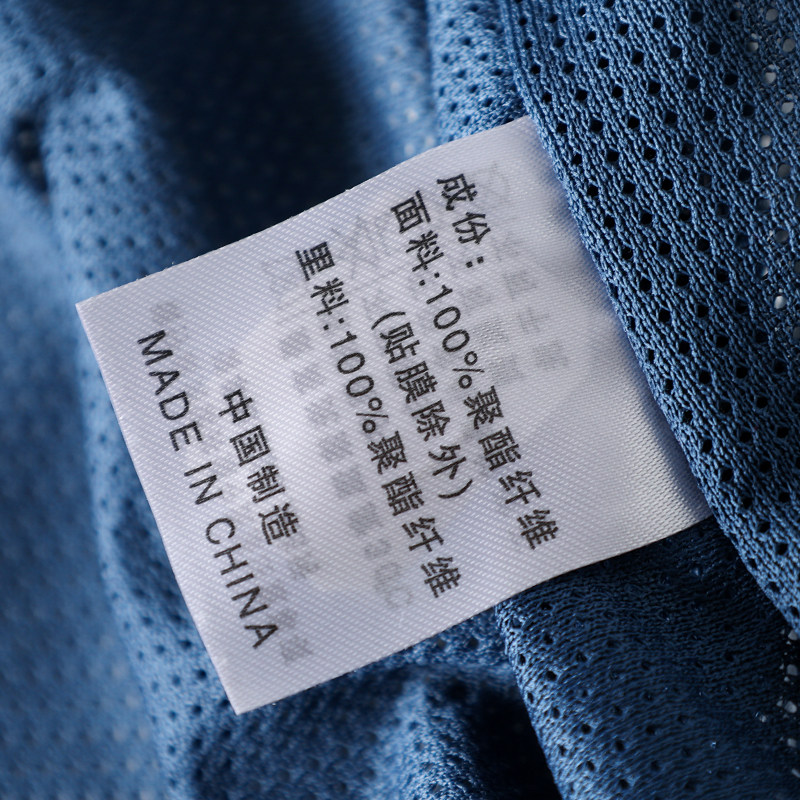 成份：
面料:100%聚酯纤维
(贴膜除外)
里料:100%聚酯纤维
中国制造
MADE IN CHINA